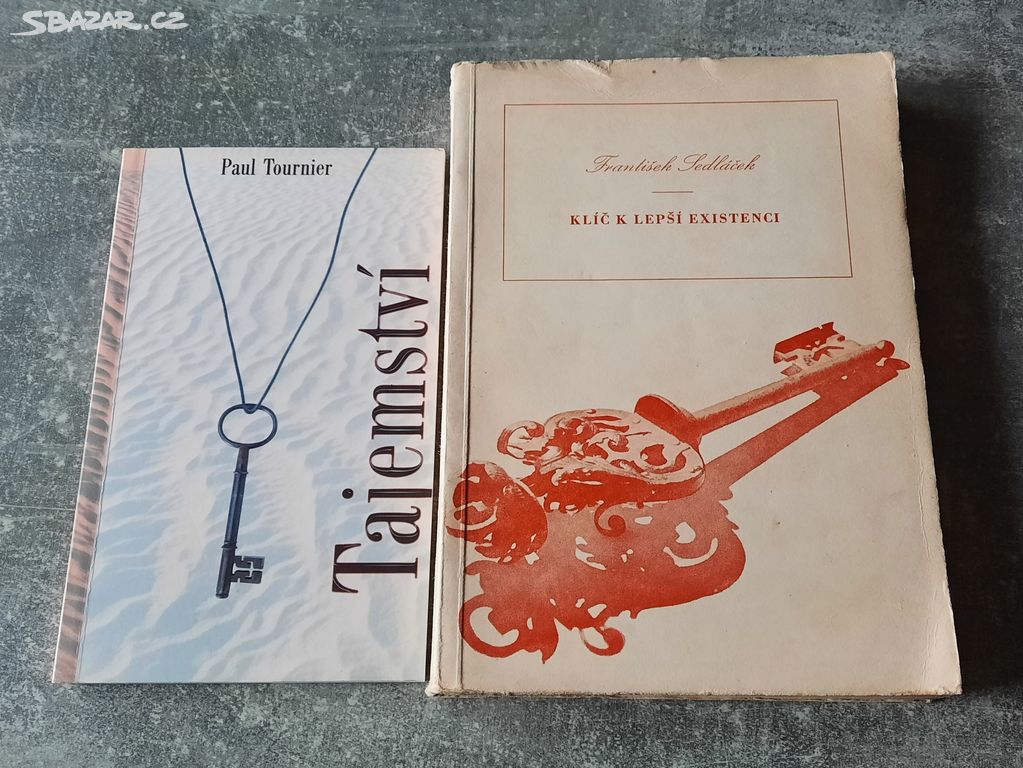 SBAZAR.CZ
Paul Tournier
Tajemství
František Sedláček
KLÍČ K LEPŠÍ EXISTENCI